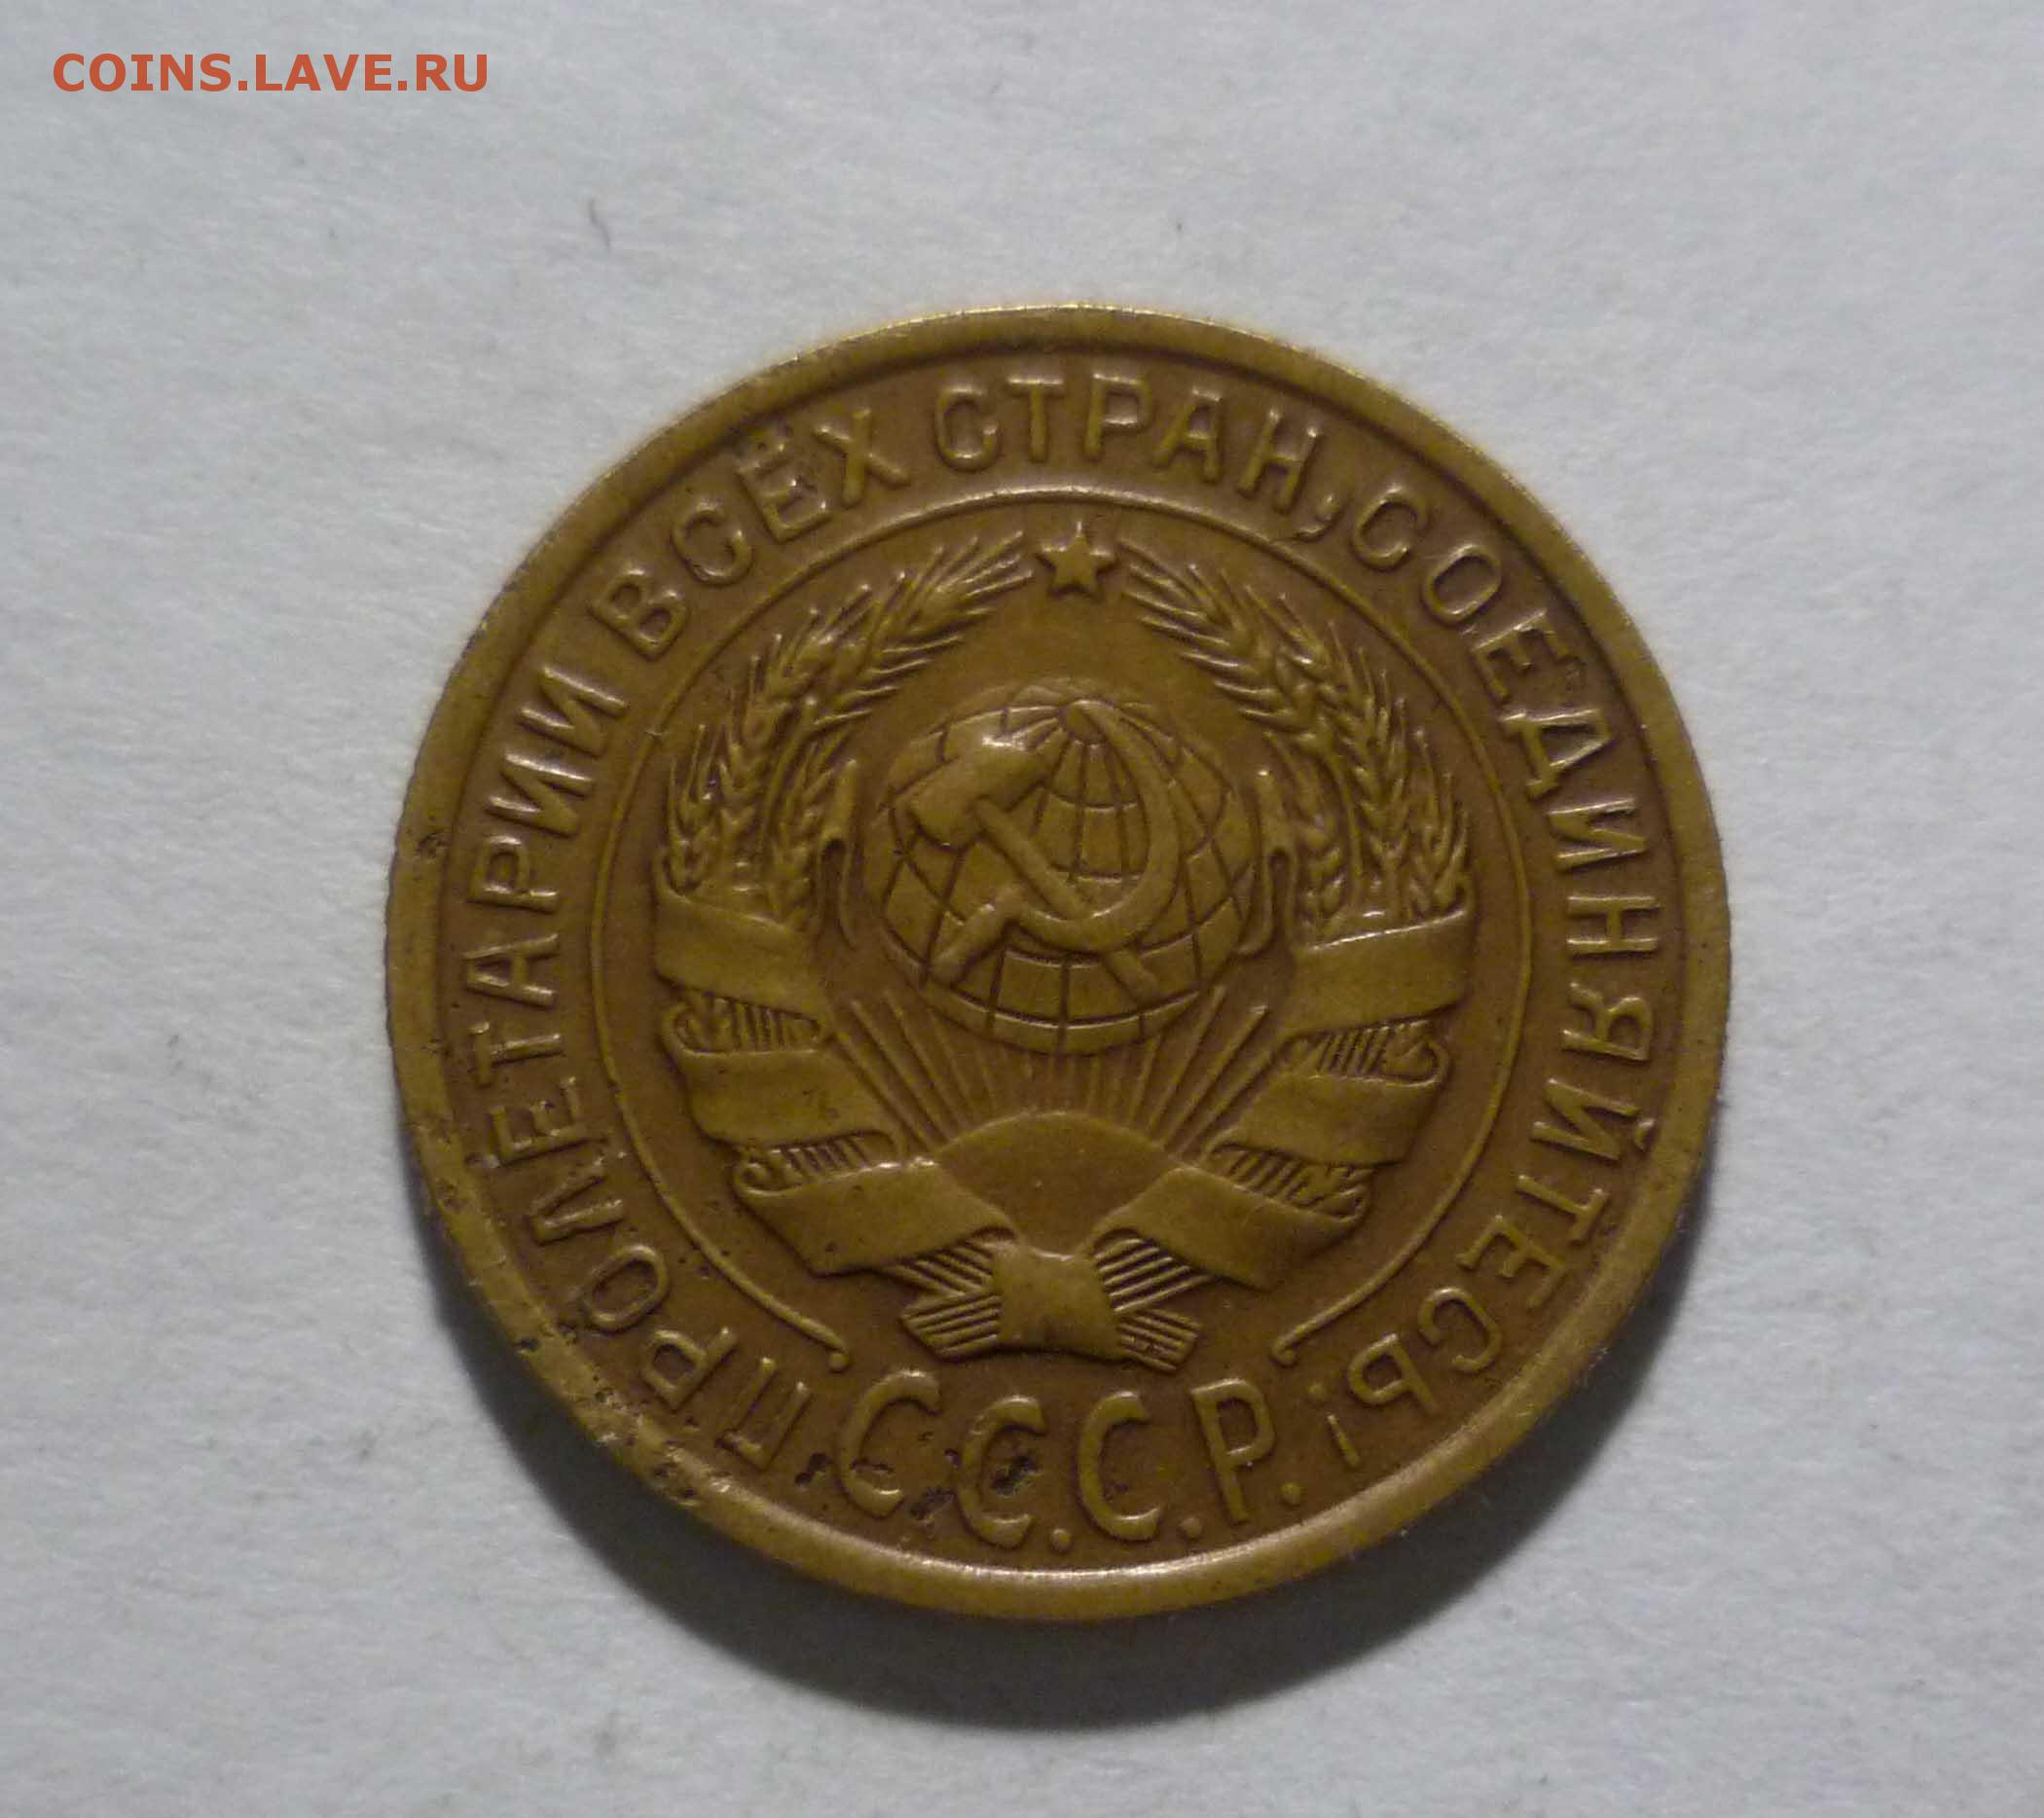 COINS.LAVE.RU
ПРОЛЕТАРИИ ВСЕХ СТРАН, СОЕДИНЯЙТЕСЬ!
С.С.С.Р.